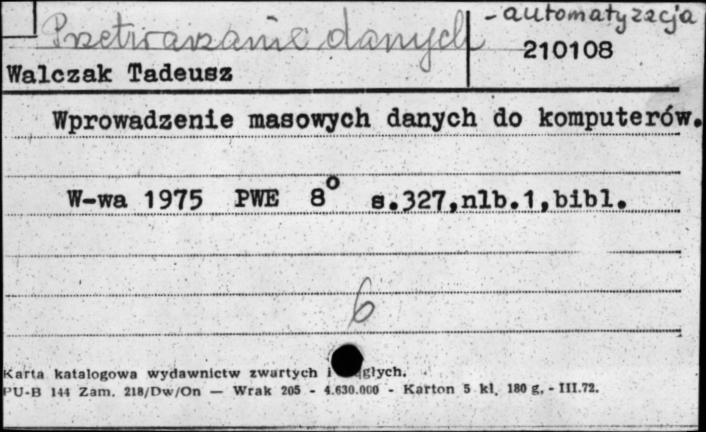 Przetwarzanie danych - automatyzacja
210108
Walczak Tadeusz
Wprowadzenie masowych danych do komputerów.
W-wa 1975 PWE 8° s.327,nlb.1,bibl.
6
Karta katalogowa wydawnictw zwartych i
PU-B 144 Zam. 218/Dw/On — Wrak 205 - 4.630.000 - Karton 5 kl. 180 g. - III.72.